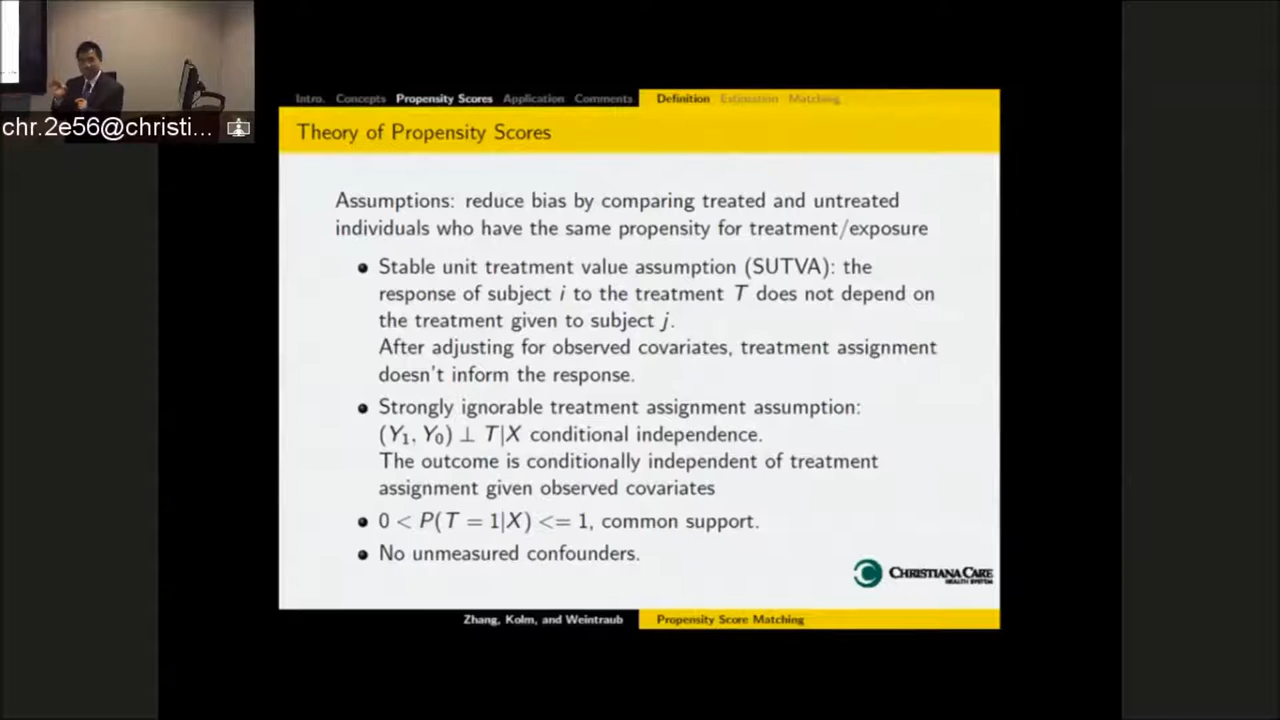 chr.2e56@christi...
Intro. Concepts Propensity Scores Application Comments Definition Estimation Matching
Theory of Propensity Scores
Assumptions: reduce bias by comparing treated and untreated
individuals who have the same propensity for treatment/exposure
Stable unit treatment value assumption (SUTVA): the
response of subject i to the treatment T does not depend on
the treatment given to subject j.
After adjusting for observed covariates, treatment assignment
doesn't inform the response.
Strongly ignorable treatment assignment assumption:
(Y₁, Y₀) ⊥ T|X conditional independence.
The outcome is conditionally independent of treatment
assignment given observed covariates
0 < P(T = 1|X) <= 1, common support.
No unmeasured confounders.
CHRISTIANA CARE
HEALTH SYSTEM
Zhang, Kolm, and Weintraub Propensity Score Matching